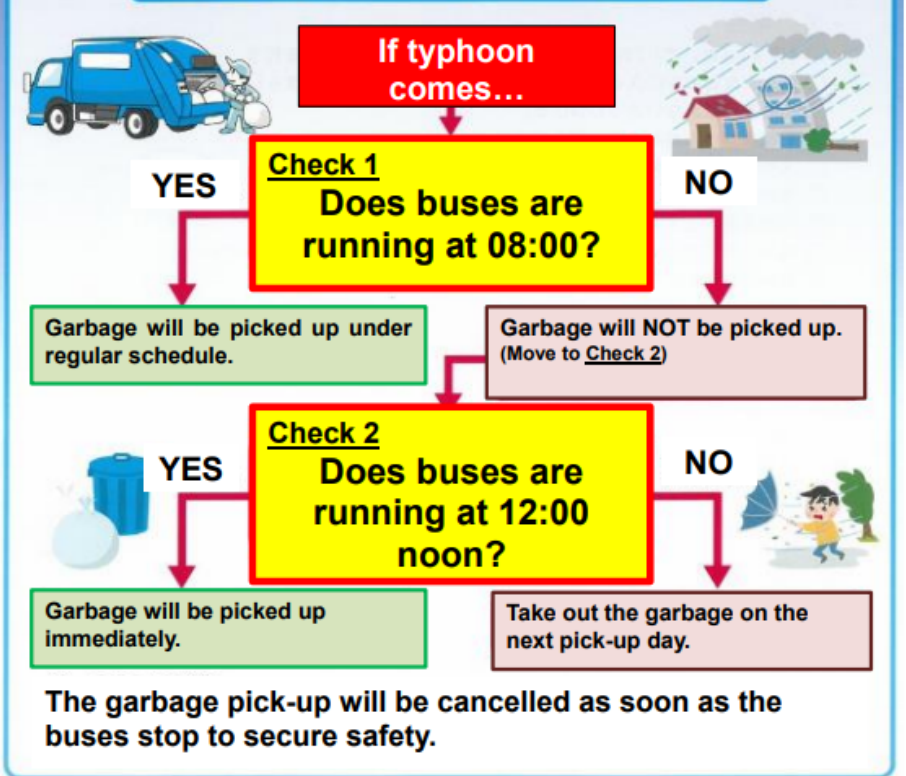 If typhoon
comes…
YES
Check 1
Does buses are
running at 08:00?
NO
Garbage will be picked up under
regular schedule.
Garbage will NOT be picked up.
(Move to Check 2)
YES
Check 2
Does buses are
running at 12:00
noon?
NO
Garbage will be picked up
immediately.
Take out the garbage on the
next pick-up day.
The garbage pick-up will be cancelled as soon as the
buses stop to secure safety.